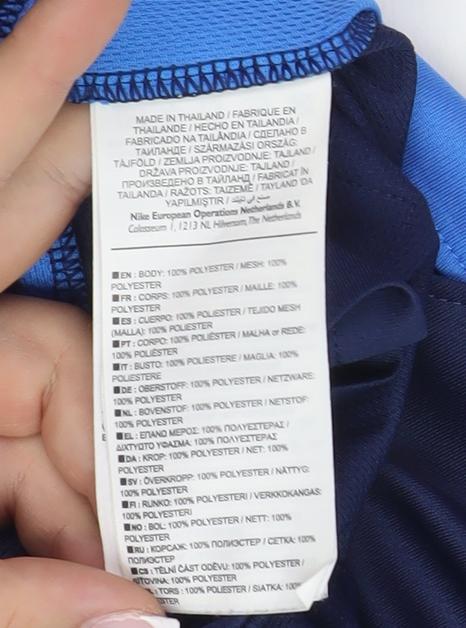 MADE IN THAILAND / FABRIQUE EN
THAILANDE / HECHO EN TAILANDIA /
FABRICADO NA TAILÂNDIA / СДЕЛАНО В
ТАИЛАНДЕ / SZÁRMAZÁSI ORSZÁG:
TÁJFÖLD / ZEMLJA PROIZVODNJE: TAJLAND /
DRŽAVA PROIZVODNJE: TAJLAND /
ПРОИЗВЕДЕНО В ТАЙЛАНД / FABRICAT ÎN
TAILANDA / RAŽOTS: TAIZEMĒ / TAYLAND'DA
YAPILMIŞTIR /
Nike European Operations Netherlands B.V.
Colosseum 1, 1213 NL Hilversum, The Netherlands
EN : BODY: 100% POLYESTER / MESH: 100%
POLYESTER
FR : CORPS: 100% POLYESTER / MAILLE: 100%
POLYESTER
ES : CUERPO: 100% POLIESTER / TEJIDO MESH
(MALLA): 100% POLIESTER
PT : CORPO: 100% POLIÉSTER / MALHA or REDE:
100% POLIÉSTER
IT : BUSTO: 100% POLIESTERE / MAGLIA: 100%
POLIESTERE
DE : OBERSTOFF: 100% POLYESTER / NETZWARE:
100% POLYESTER
NL : BOVENSTOF: 100% POLYESTER / NETSTOF:
100% POLYESTER
EL : ΕΠΑΝΩ ΜΕΡΟΣ: 100% ΠΟΛΥΕΣΤΕΡΑΣ /
ΔΙΧΤΥΩΤΟ ΥΦΑΣΜΑ: 100% ΠΟΛΥΕΣΤΕΡΑΣ
DA : KROP: 100% POLYESTER / NET: 100%
POLYESTER
SV : ÖVERKROPP: 100% POLYESTER / NÄTTYG:
100% POLYESTER
FI : RUNKO: 100% POLYESTERI / VERKKOKANGAS:
100% POLYESTERI
NO : BOL: 100% POLYESTER / NETT: 100%
POLYESTER
RU : КОРСАЖ: 100% ПОЛИЭСТЕР / СЕТКА: 100%
ПОЛИЭСТЕР
CS : TĚLNÍ ČÁST ODĚVU: 100% POLYESTER /
SÍŤOVINA: 100% POLYESTER
TORS : 100% POLIESTER / SIATKA: 100%